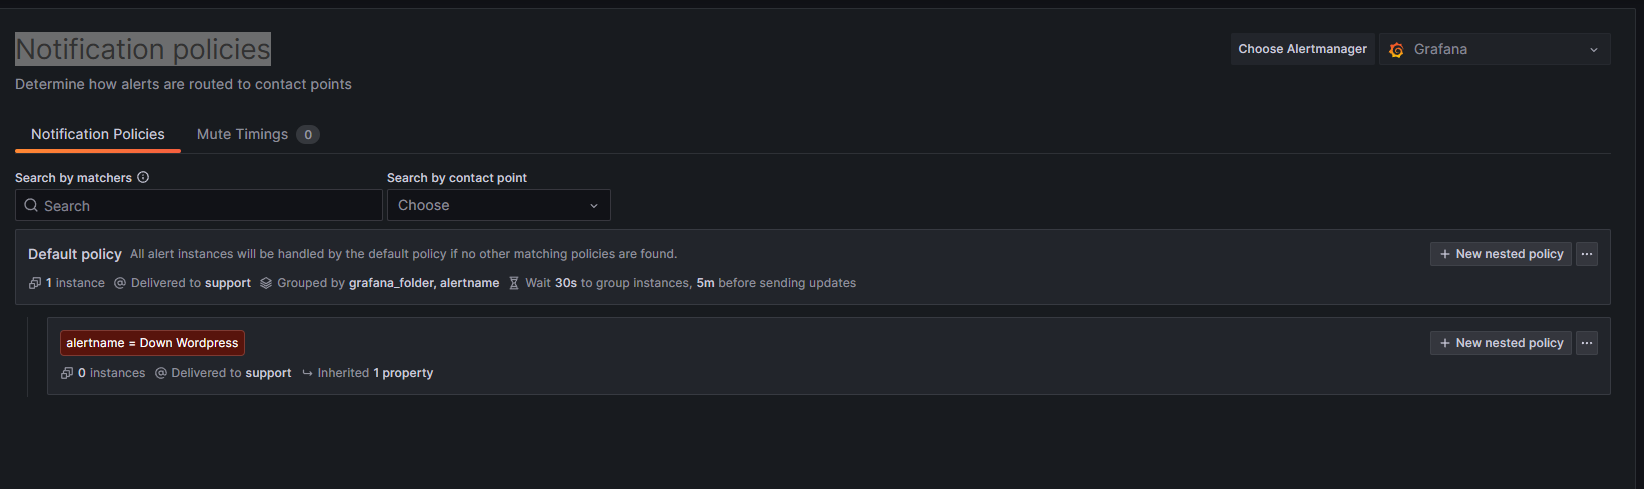 Notification policies
Choose Alertmanager
Grafana
Determine how alerts are routed to contact points
Notification Policies
Mute Timings 0
Search by matchers
Search by contact point
Search
Choose
Default policy All alert instances will be handled by the default policy if no other matching policies are found.
+ New nested policy ...
1 instance Delivered to support Grouped by grafana_folder, alertname Wait 30s to group instances, 5m before sending updates
alertname = Down Wordpress
+ New nested policy ...
0 instances Delivered to support Inherited 1 property